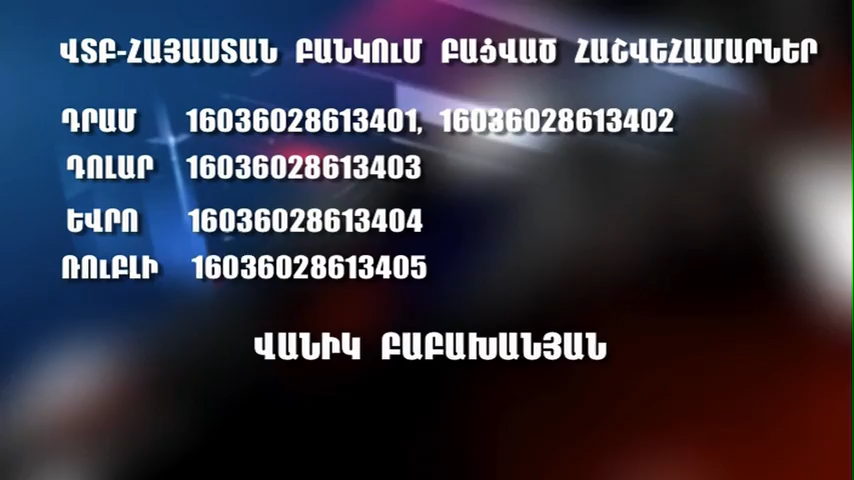 ՎՏԲ-ՀԱՅԱՍՏԱՆ ԲԱՆԿՈՒՄ ԲԱՑՎԱԾ ՀԱՇՎԵՀԱՄԱՐՆԵՐ
ԴՐԱՄ 16036028613401, 16036028613402
ԴՈԼԱՐ 16036028613403
ԵՎՐՈ 16036028613404
ՌՈՒԲԼԻ 16036028613405
ՎԱՆԻԿ ԲԱԲԱԽԱՆՅԱՆ